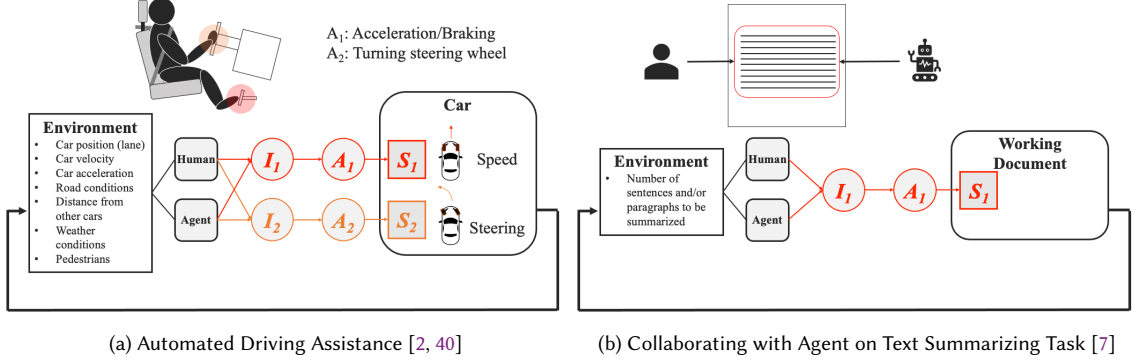 A1: Acceleration/Braking
A2: Turning steering wheel
Environment
• Car position (lane)
• Car velocity
• Car acceleration
• Road conditions
• Distance from
other cars
• Weather
conditions
• Pedestrians
Human
Agent
I1
A1
S1
I2
A2
S2
Car
Speed
Steering
(a) Automated Driving Assistance [2, 40]
Environment
• Number of
sentences and/or
paragraphs to be
summarized
Human
Agent
I1
A1
S1
Working
Document
(b) Collaborating with Agent on Text Summarizing Task [7]